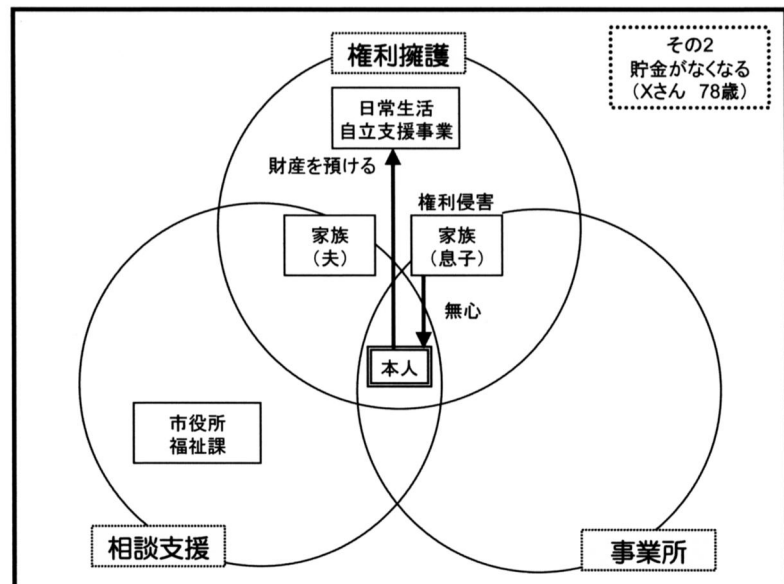 権利擁護
その2
貯金がなくなる
(Xさん 78歳)
日常生活
自立支援事業
財産を預ける
権利侵害
家族
(夫)
家族
(息子)
無心
本人
市役所
福祉課
相談支援
事業所